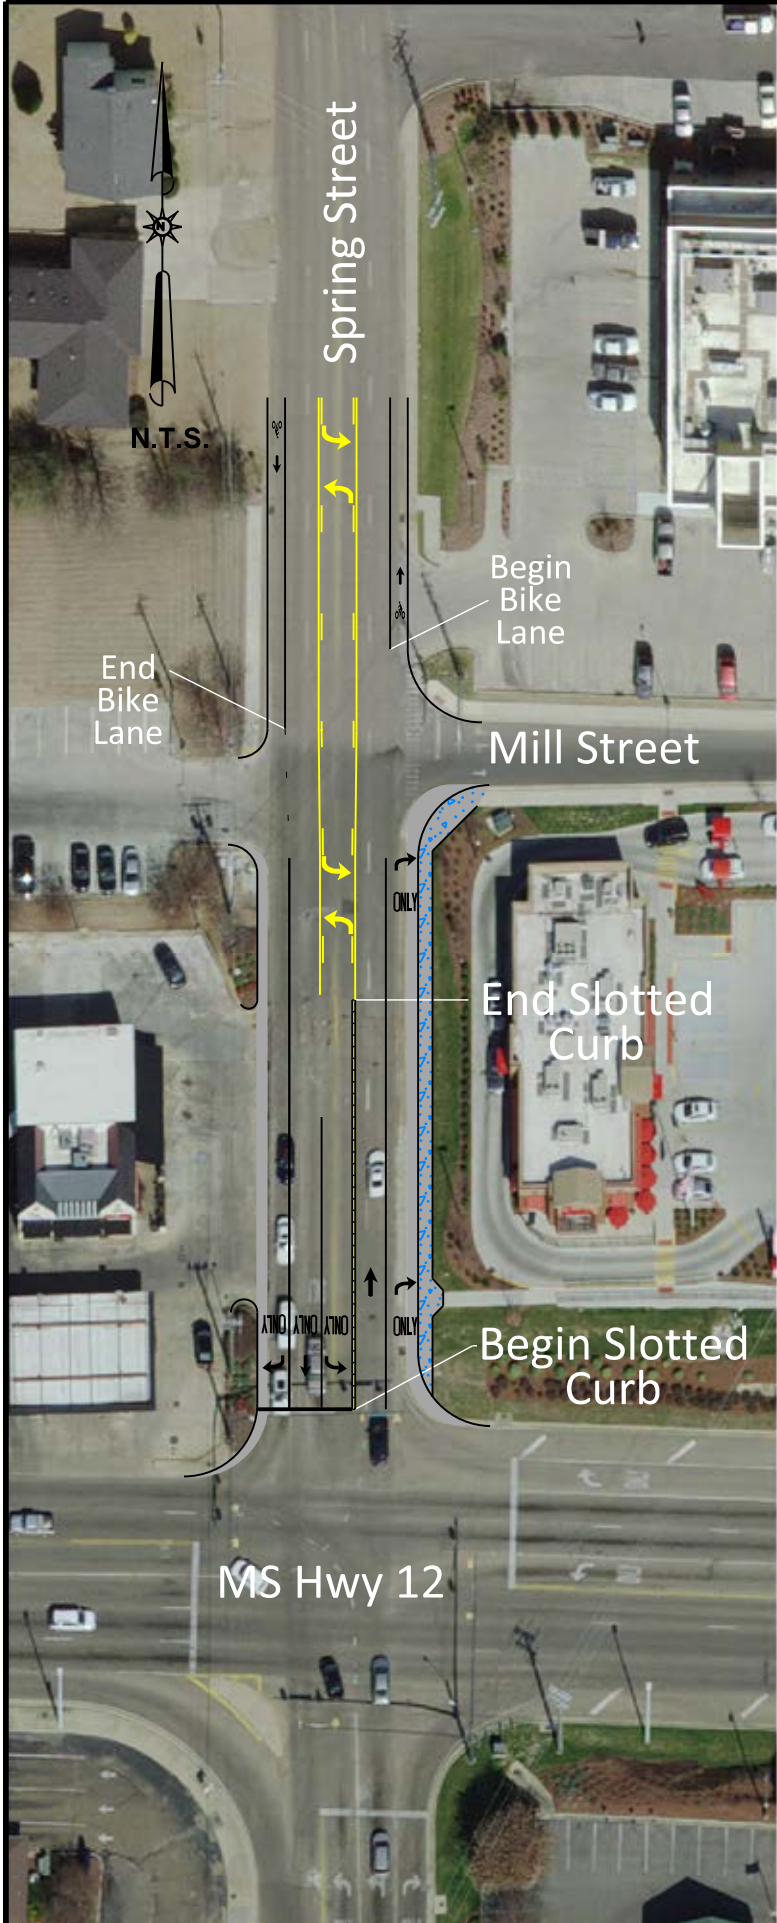 Spring Street
N
N.T.S.
Begin
Bike
Lane
End
Bike
Lane
Mill Street
ONLY
End Slotted
Curb
ONLY
ONLY
ONLY
ONLY
Begin Slotted
Curb
MS Hwy 12